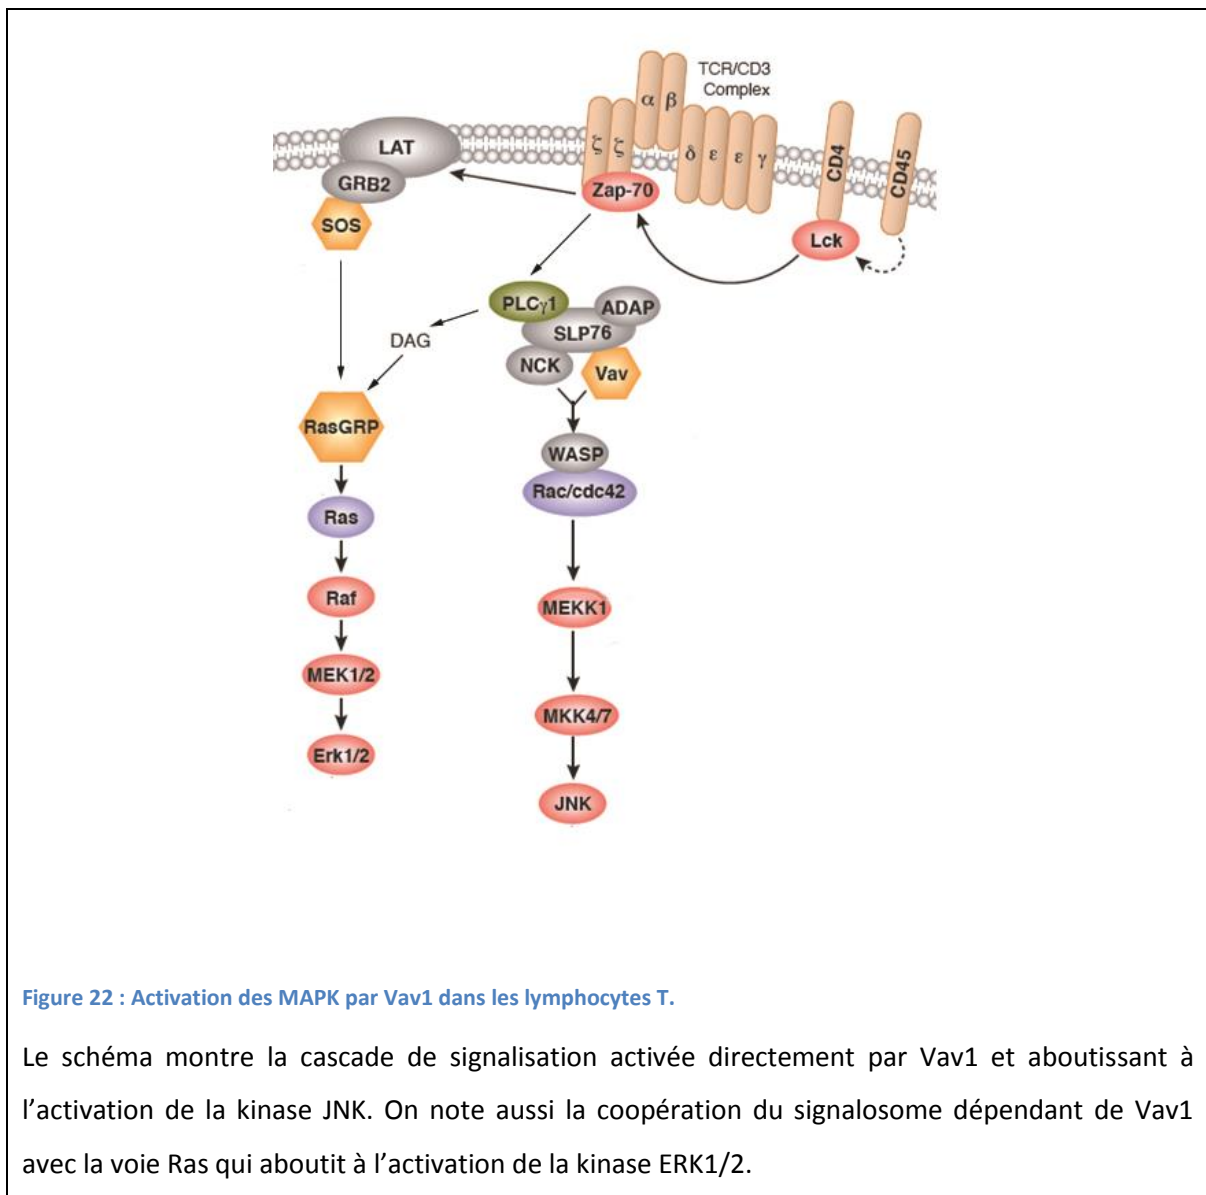 TCR/CD3
Complex
α β
ζ ζ
δ ε ε γ
CD4
CD45
LAT
GRB2
SOS
Zap-70
Lck
PLCγ1
ADAP
SLP76
DAG
NCK
Vav
RasGRP
WASP
Rac/cdc42
Ras
Raf
MEKK1
MEK1/2
MKK4/7
Erk1/2
JNK
Figure 22 : Activation des MAPK par Vav1 dans les lymphocytes T.
Le schéma montre la cascade de signalisation activée directement par Vav1 et aboutissant à
l’activation de la kinase JNK. On note aussi la coopération du signalosome dépendant de Vav1
avec la voie Ras qui aboutit à l’activation de la kinase ERK1/2.